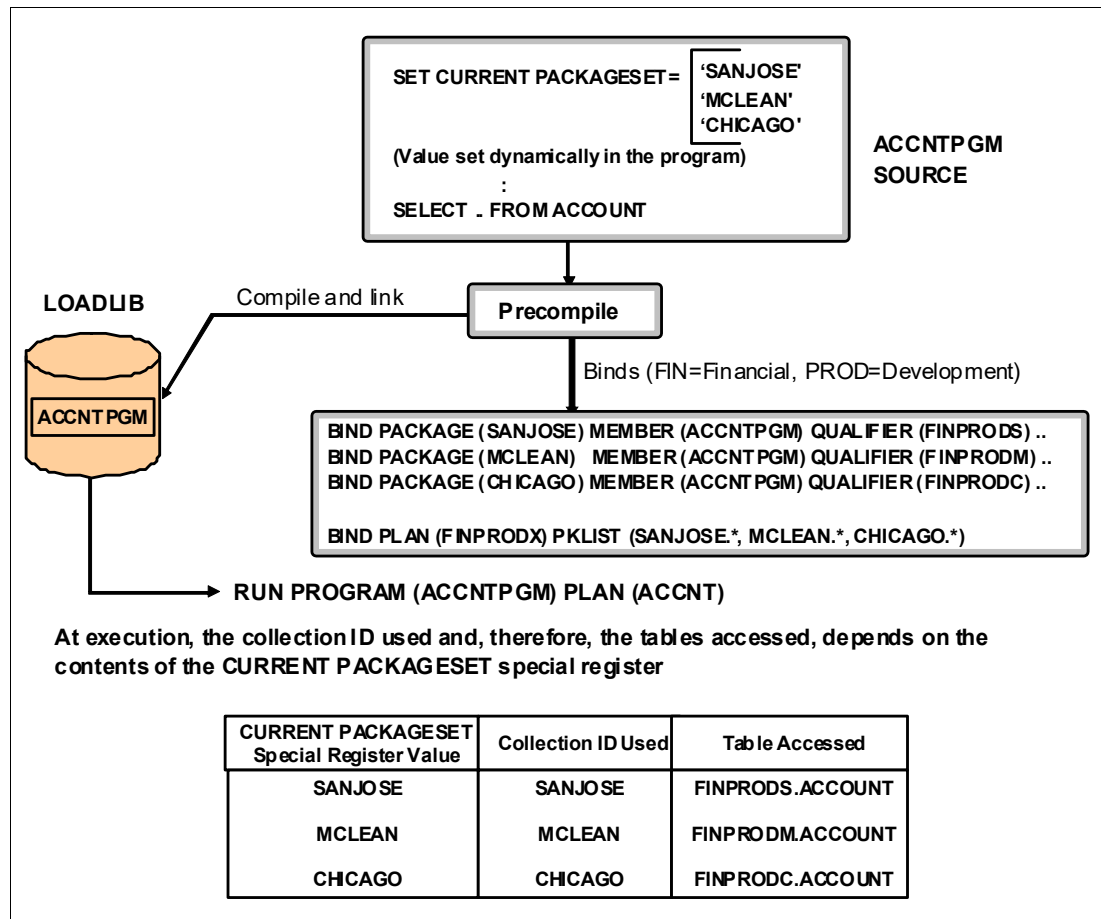 SET CURRENT PACKAGESET= ‘SANJOSE'
‘MCLEAN'
‘CHICAGO'
(Value set dynamically in the program)
:
SELECT .. FROM ACCOUNT
ACCNTPGM
SOURCE
Precompile
Compile and link
LOADLIB
ACCNTPGM
Binds (FIN=Financial, PROD=Development)
BIND PACKAGE (SANJOSE) MEMBER (ACCNTPGM) QUALIFIER (FINPRODS) ..
BIND PACKAGE (MCLEAN) MEMBER (ACCNTPGM) QUALIFIER (FINPRODM) ..
BIND PACKAGE (CHICAGO) MEMBER (ACCNTPGM) QUALIFIER (FINPRODC) ..
BIND PLAN (FINPRODX) PKLIST (SANJOSE.*, MCLEAN.*, CHICAGO.*)
RUN PROGRAM (ACCNTPGM) PLAN (ACCNT)
At execution, the collection ID used and, therefore, the tables accessed, depends on the
contents of the CURRENT PACKAGESET special register
CURRENT PACKAGESET
Special Register Value Collection ID Used Table Accessed
SANJOSE SANJOSE FINPRODS.ACCOUNT
MCLEAN MCLEAN FINPRODM.ACCOUNT
CHICAGO CHICAGO FINPRODC.ACCOUNT